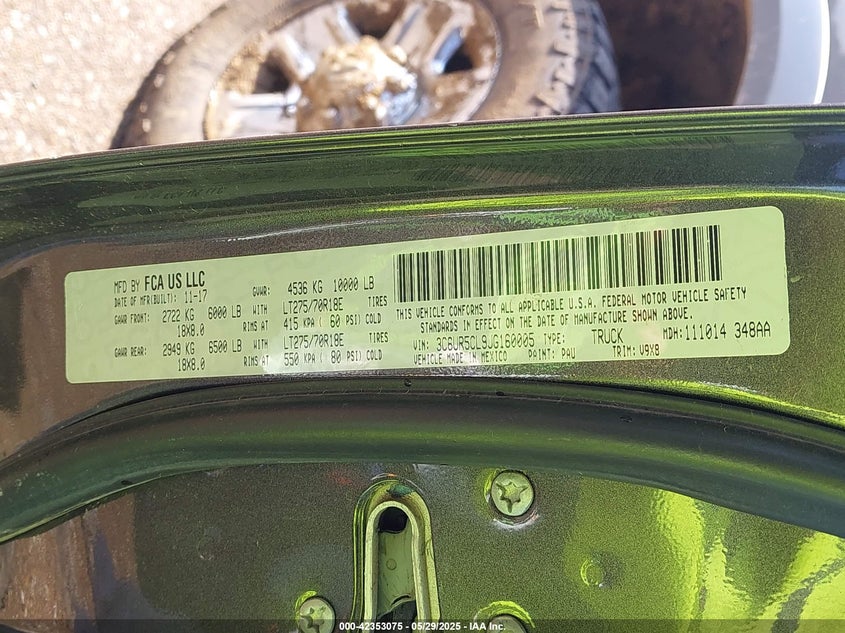 MFD BY FCA US LLC
DATE OF MFR(BUILT): 11-17 GVWR: 4536 KG 10000 LB
GAWR FRONT: 2722 KG 6000 LB WITH LT275/70R18E TIRES
18X8.0 RIMS AT 415 KPA ( 60 PSI) COLD
GAWR REAR: 2949 KG 6500 LB WITH LT275/70R18E TIRES
18X8.0 RIMS AT 550 KPA ( 80 PSI) COLD
THIS VEHICLE CONFORMS TO ALL APPLICABLE U.S.A. FEDERAL MOTOR VEHICLE SAFETY
STANDARDS IN EFFECT ON THE DATE OF MANUFACTURE SHOWN ABOVE.
VIN: 3C6UR5CL9JG160005 TYPE: TRUCK MDH: 111014 348AA
VEHICLE MADE IN MEXICO PAINT: PAU TRIM: V9X8
000-42353075 - 05/29/2025 - IAA Inc.